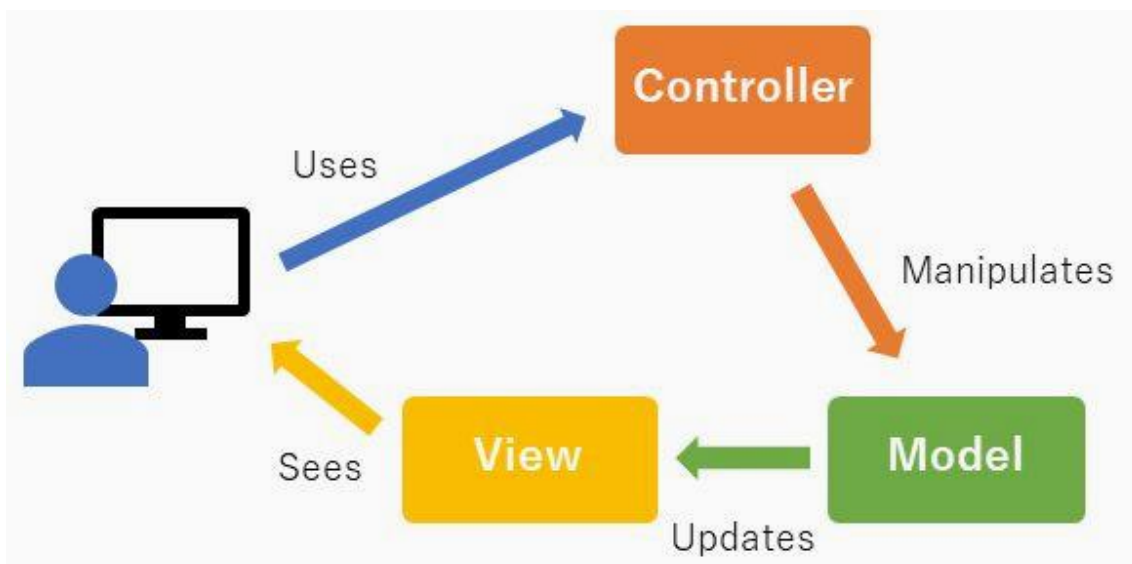 Controller
Uses
Manipulates
View
Model
Sees
Updates